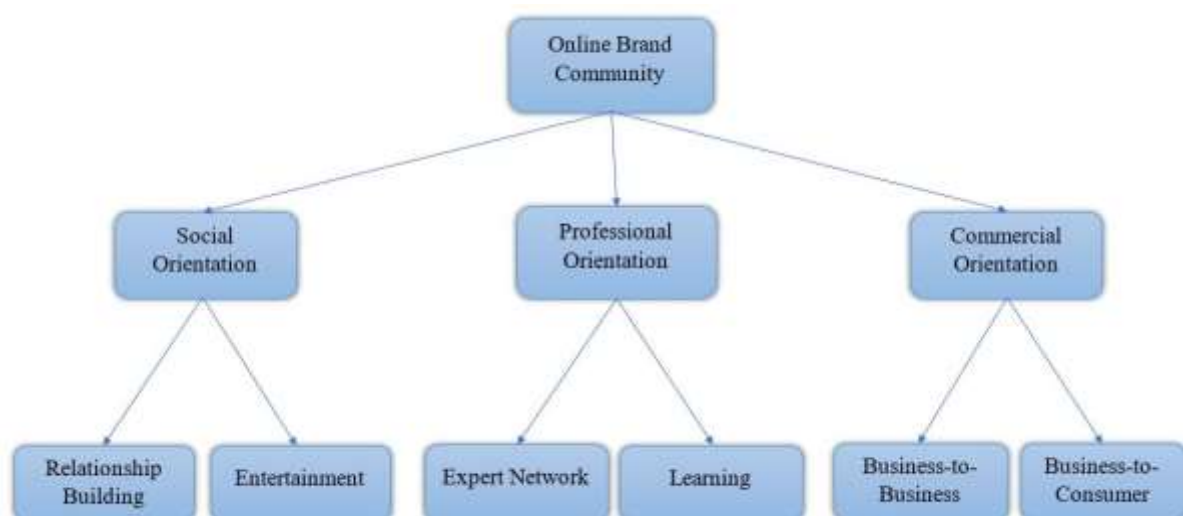 Online Brand
Community
Social
Orientation
Professional
Orientation
Commercial
Orientation
Relationship
Building
Entertainment
Expert Network
Learning
Business-to-
Business
Business-to-
Consumer